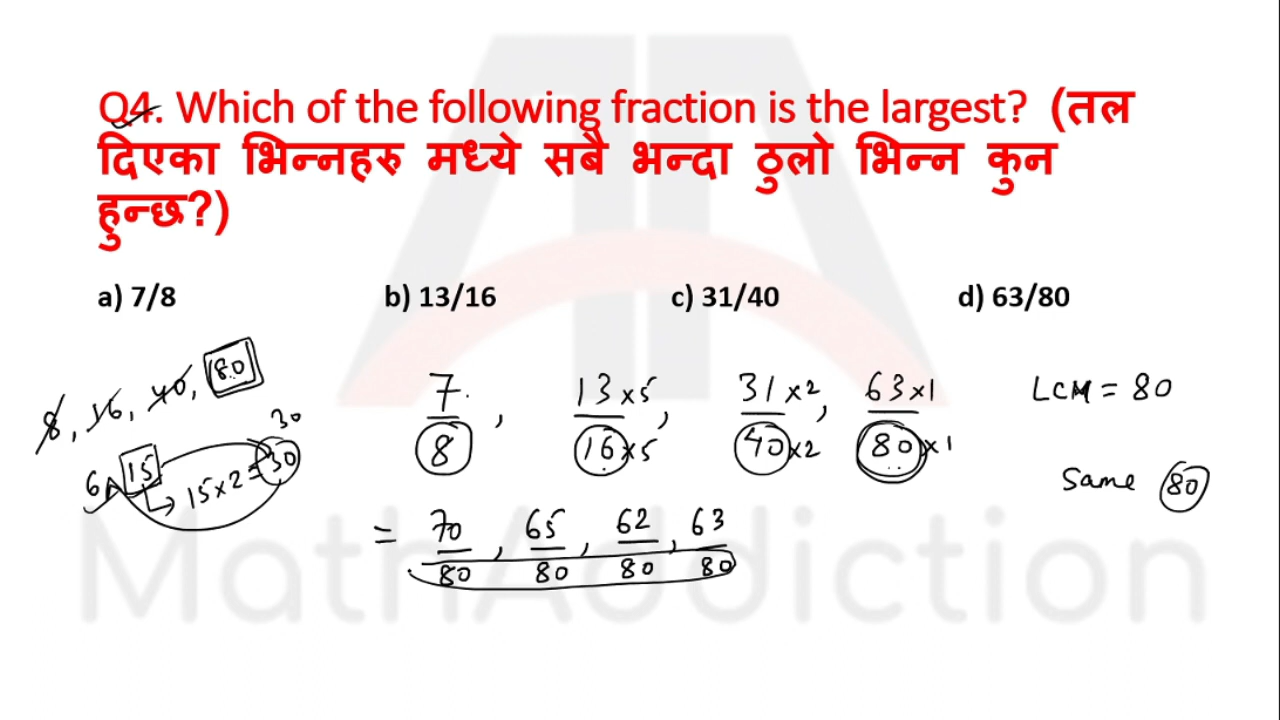 Q4. Which of the following fraction is the largest? (तल
दिएका भिन्नहरु मध्ये सबै भन्दा ठुलो भिन्न कुन
हुन्छ?)
a) 7/8 b) 13/16 c) 31/40 d) 63/80
8, 16, 40, 80
7/8, 13×5/16×5, 31×2/40×2, 63×1/80×1
LCM = 80
30
6, 15 → 15×2=30
Same 80
= 70/80, 65/80, 62/80, 63/80
MathAddiction